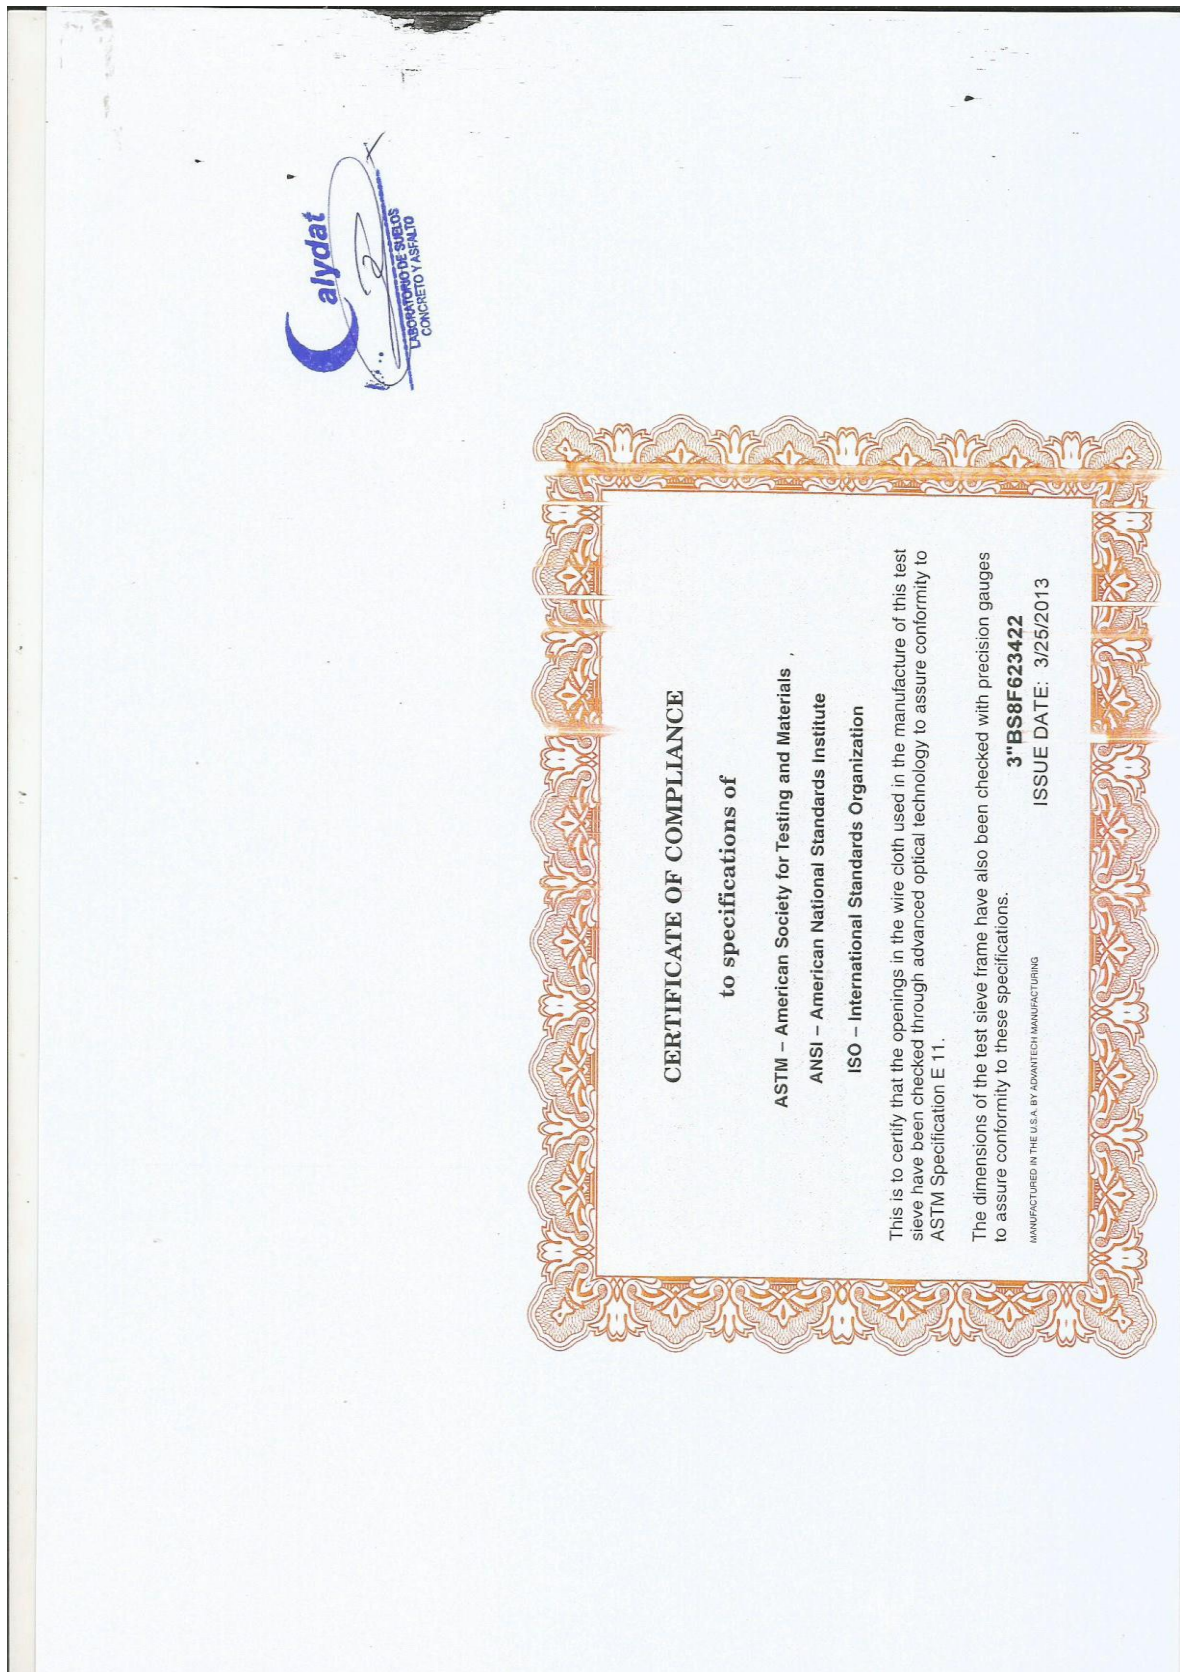 Calydat
LABORATORIO DE SUELOS
CONCRETO Y ASFALTO
CERTIFICATE OF COMPLIANCE
to specifications of
ASTM – American Society for Testing and Materials ,
ANSI – American National Standards Institute
ISO – International Standards Organization
This is to certify that the openings in the wire cloth used in the manufacture of this test
sieve have been checked through advanced optical technology to assure conformity to
ASTM Specification E 11.
The dimensions of the test sieve frame have also been checked with precision gauges
to assure conformity to these specifications.
3"BS8F623422
MANUFACTURED IN THE U.S.A. BY ADVANTECH MANUFACTURING
ISSUE DATE: 3/25/2013